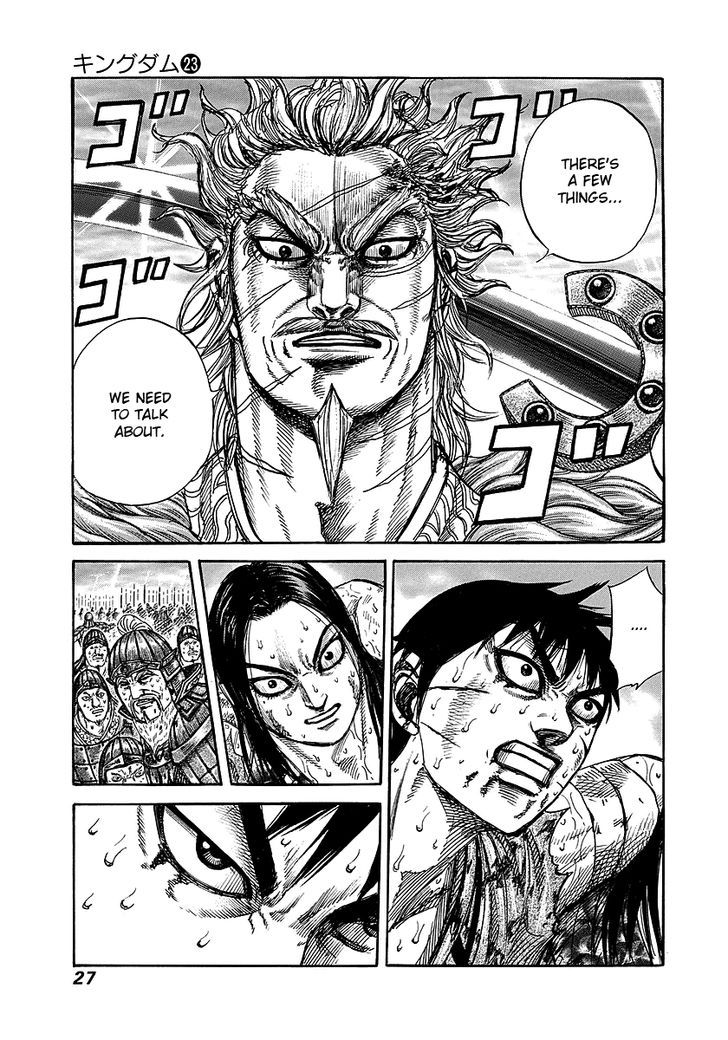 キングダム㉓
THERE'S
A FEW
THINGS...
ゴ
ゴ
ゴ
ゴ
WE NEED
TO TALK
ABOUT.
....
27